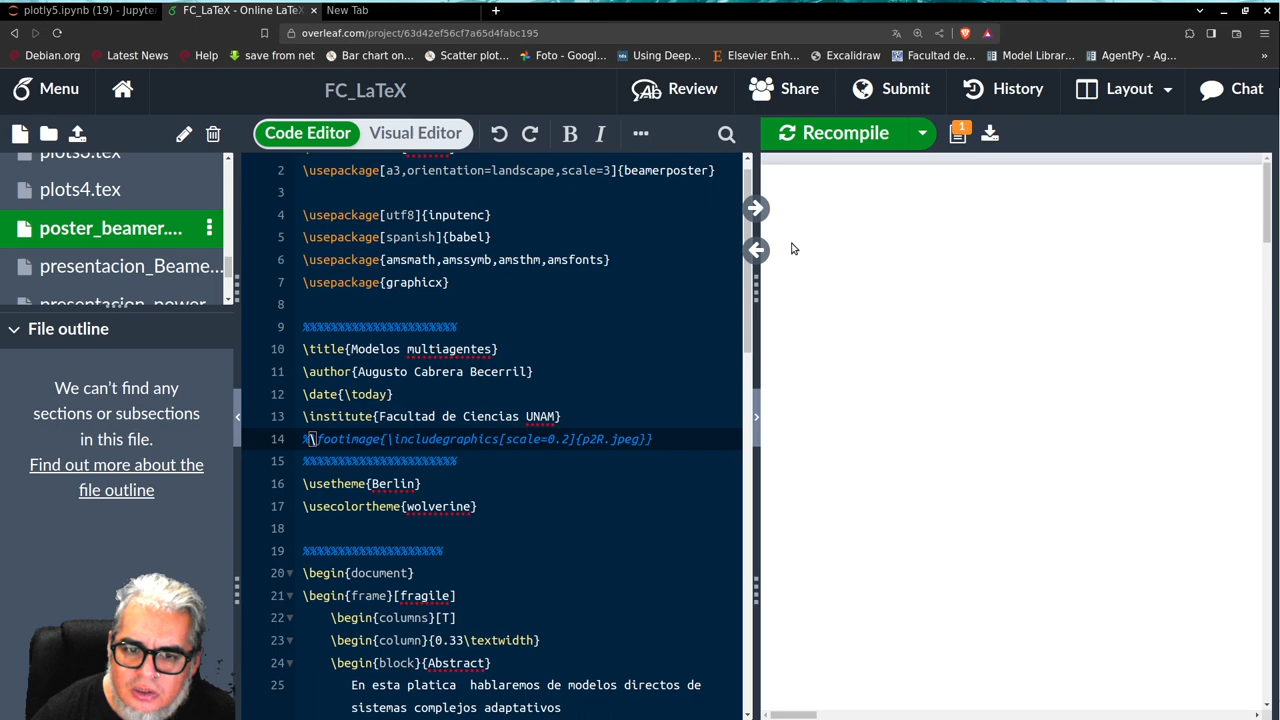 plotly5.ipynb (19) - Jupyter
FC_LaTeX - Online LaTeX
New Tab
overleaf.com/project/63d42ef56cf7a65d4fabc195
Debian.org
Latest News
Help
save from net
Bar chart on...
Scatter plot...
Foto - Googl...
Using Deep...
Elsevier Enh...
Excalidraw
Facultad de...
Model Librar...
AgentPy - Ag...
»
Menu
FC_LaTeX
Review
Share
Submit
History
Layout
Chat
Code Editor
Visual Editor
B I ...
Recompile
1
plots3.tex
plots4.tex
poster_beamer....
presentacion_Beame...
presentacion_power
File outline
We can't find any
sections or subsections
in this file.
Find out more about the
file outline
2 \usepackage[a3,orientation=landscape,scale=3]{beamerposter}
3
4 \usepackage[utf8]{inputenc}
5 \usepackage[spanish]{babel}
6 \usepackage{amsmath,amssymb,amsthm,amsfonts}
7 \usepackage{graphicx}
8
9 %%%%%%%%%%%%%%%%%%%%%%
10 \title{Modelos multiagentes}
11 \author{Augusto Cabrera Becerril}
12 \date{\today}
13 \institute{Facultad de Ciencias UNAM}
14 %\footimage{\includegraphics[scale=0.2]{p2R.jpeg}}
15 %%%%%%%%%%%%%%%%%%%%%%
16 \usetheme{Berlin}
17 \usecolortheme{wolverine}
18
19 %%%%%%%%%%%%%%%%%%%%
20 \begin{document}
21 \begin{frame}[fragile]
22 \begin{columns}[T]
23 \begin{column}{0.33\textwidth}
24 \begin{block}{Abstract}
25 En esta platica hablaremos de modelos directos de
sistemas complejos adaptativos